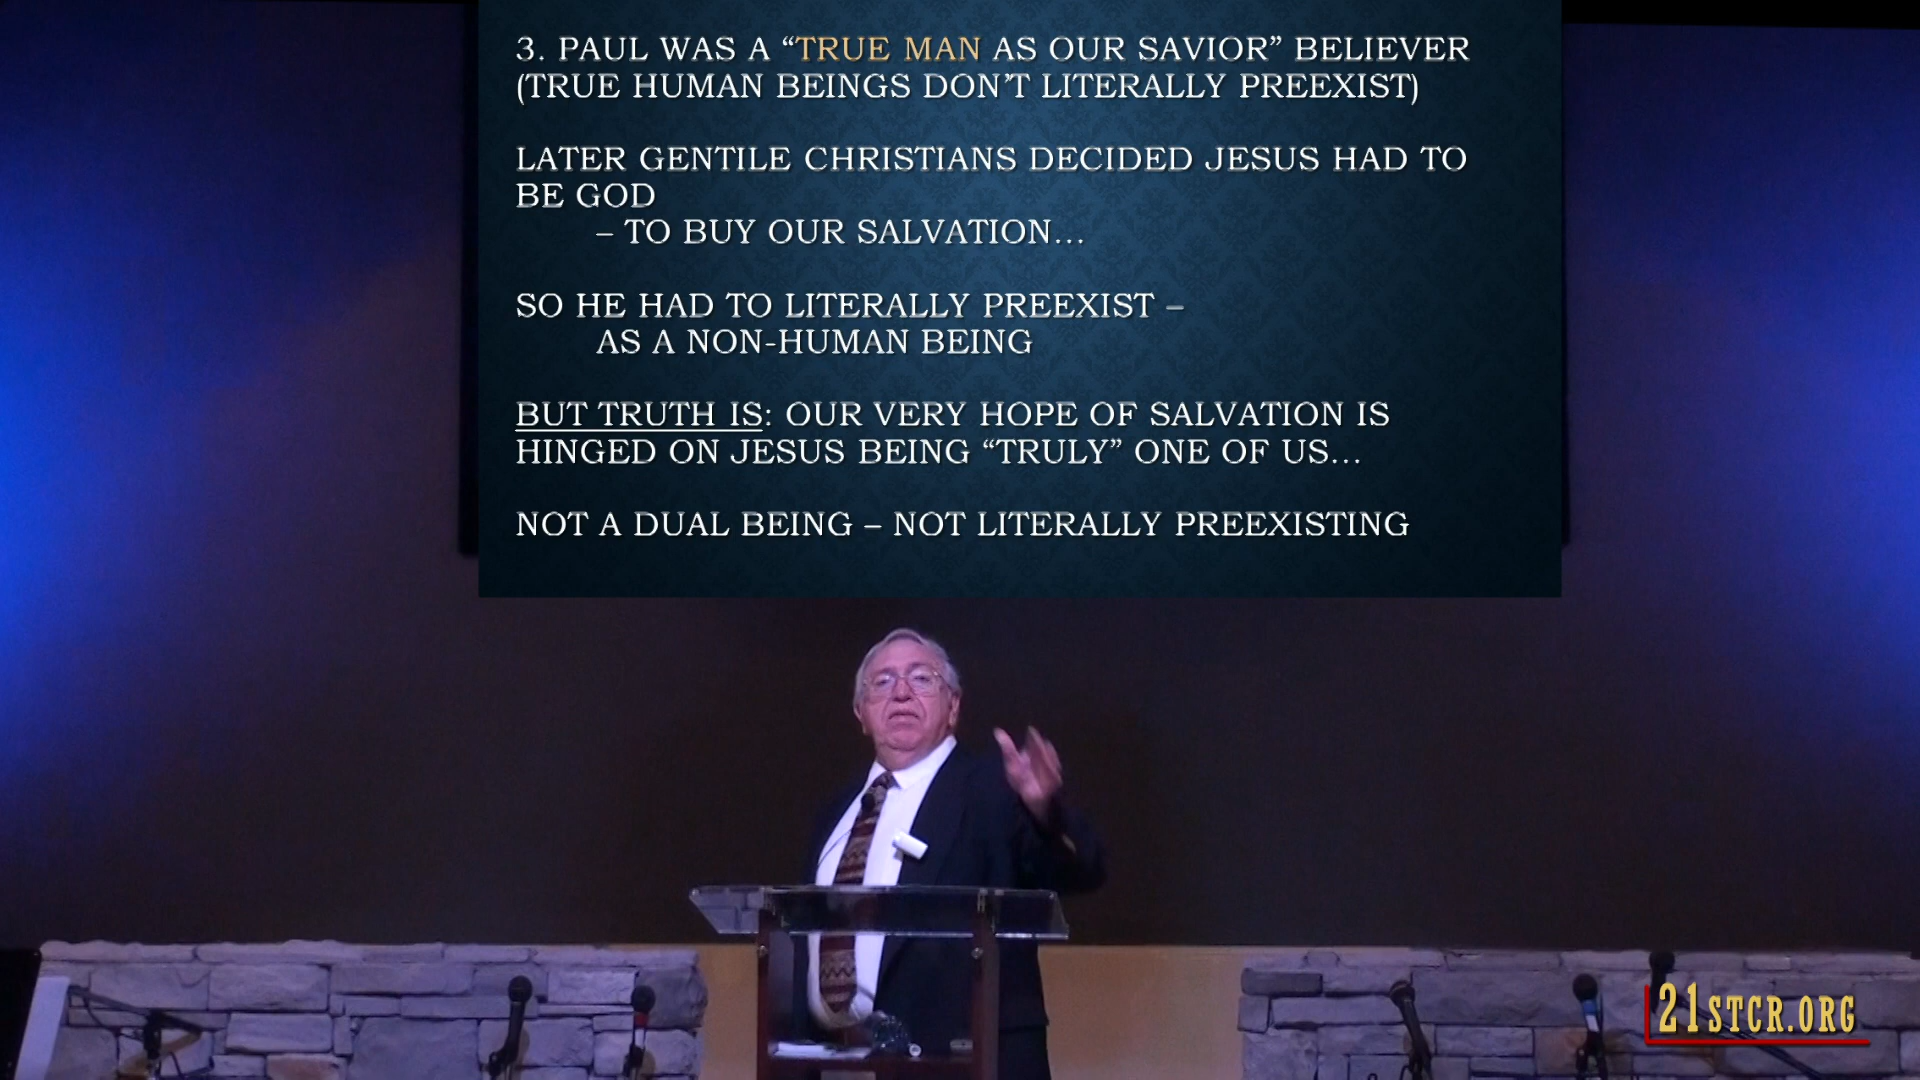 3. PAUL WAS A “TRUE MAN AS OUR SAVIOR” BELIEVER
(TRUE HUMAN BEINGS DON’T LITERALLY PREEXIST)
LATER GENTILE CHRISTIANS DECIDED JESUS HAD TO
BE GOD
– TO BUY OUR SALVATION…
SO HE HAD TO LITERALLY PREEXIST –
AS A NON-HUMAN BEING
BUT TRUTH IS: OUR VERY HOPE OF SALVATION IS
HINGED ON JESUS BEING “TRULY” ONE OF US…
NOT A DUAL BEING – NOT LITERALLY PREEXISTING
21STCR.ORG